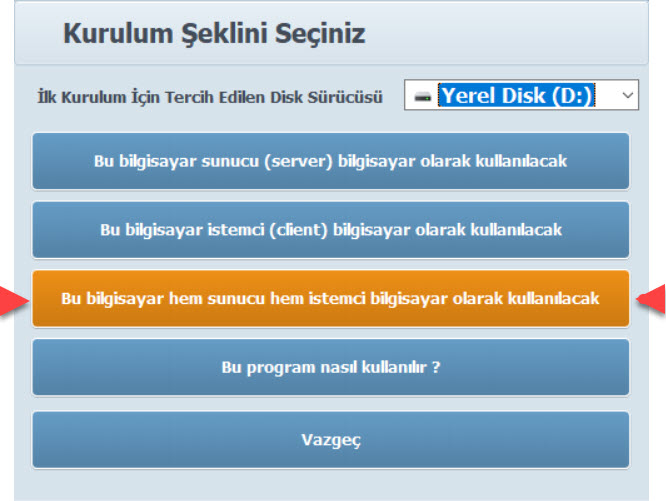 Kurulum Şeklini Seçiniz
İlk Kurulum İçin Tercih Edilen Disk Sürücüsü Yerel Disk (D:)
Bu bilgisayar sunucu (server) bilgisayar olarak kullanılacak
Bu bilgisayar istemci (client) bilgisayar olarak kullanılacak
Bu bilgisayar hem sunucu hem istemci bilgisayar olarak kullanılacak
Bu program nasıl kullanılır ?
Vazgeç